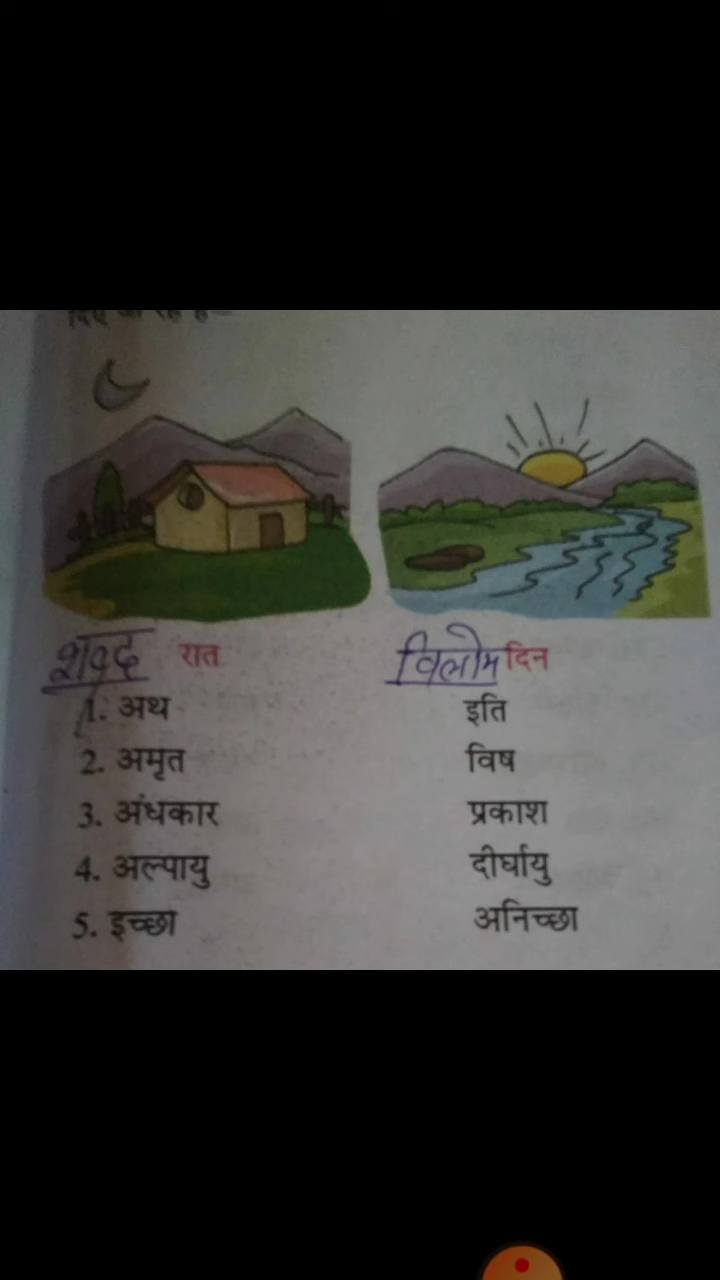 शब्द रात विलोम दिन
1. अथ इति
2. अमृत विष
3. अंधकार प्रकाश
4. अल्पायु दीर्घायु
5. इच्छा अनिच्छा